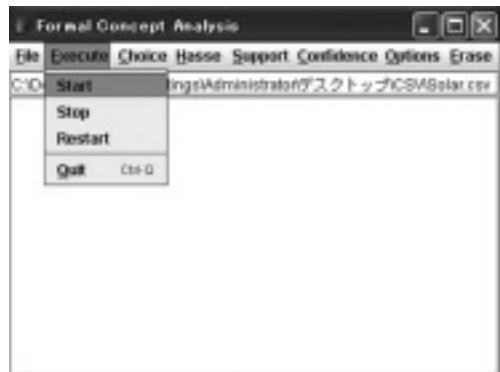 Formal Concept Analysis
File Execute Choice Hasse Support Confidence Options Erase
C:\D tings\Administrator\デスクトップ\CSV\Solar.csv
Start
Stop
Restart
Quit Ctrl-Q